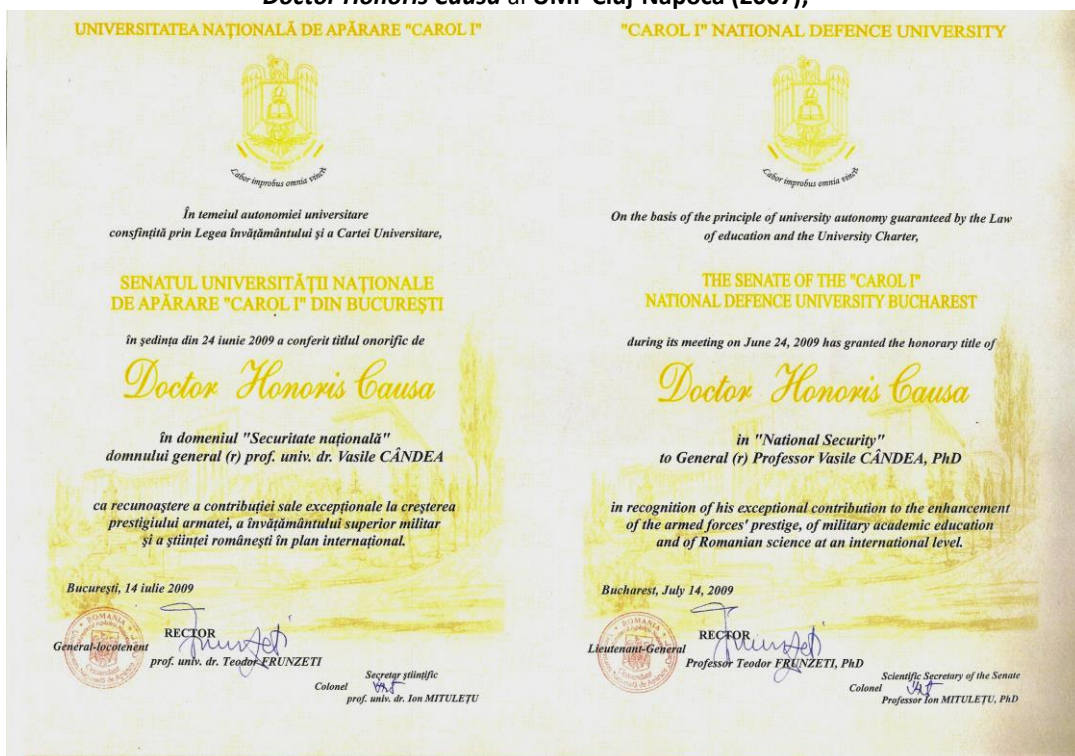 Doctor Honoris Causa al UMF Cluj-Napoca (2007),
UNIVERSITATEA NAȚIONALĂ DE APĂRARE "CAROL I"
Labor improbus omnia vincit
În temeiul autonomiei universitare
consfințită prin Legea învățământului și a Cartei Universitare,
SENATUL UNIVERSITĂȚII NAȚIONALE
DE APĂRARE "CAROL I" DIN BUCUREȘTI
în ședința din 24 iunie 2009 a conferit titlul onorific de
Doctor Honoris Causa
în domeniul "Securitate națională"
domnului general (r) prof. univ. dr. Vasile CÂNDEA
ca recunoaștere a contribuției sale excepționale la creșterea
prestigiului armatei, a învățământului superior militar
și a științei românești în plan internațional.
București, 14 iulie 2009
ROMANIA
RECTOR
General-locotenent
prof. univ. dr. Teodor FRUNZETI
Secretar științific
Colonel
prof. univ. dr. Ion MITULEȚU
"CAROL I" NATIONAL DEFENCE UNIVERSITY
Labor improbus omnia vincit
On the basis of the principle of university autonomy guaranteed by the Law
of education and the University Charter,
THE SENATE OF THE "CAROL I"
NATIONAL DEFENCE UNIVERSITY BUCHAREST
during its meeting on June 24, 2009 has granted the honorary title of
Doctor Honoris Causa
in "National Security"
to General (r) Professor Vasile CÂNDEA, PhD
in recognition of his exceptional contribution to the enhancement
of the armed forces' prestige, of military academic education
and of Romanian science at an international level.
Bucharest, July 14, 2009
ROMANIA
RECTOR
Lieutenant-General
Professor Teodor FRUNZETI, PhD
Scientific Secretary of the Senate
Colonel
Professor Ion MITULEȚU, PhD